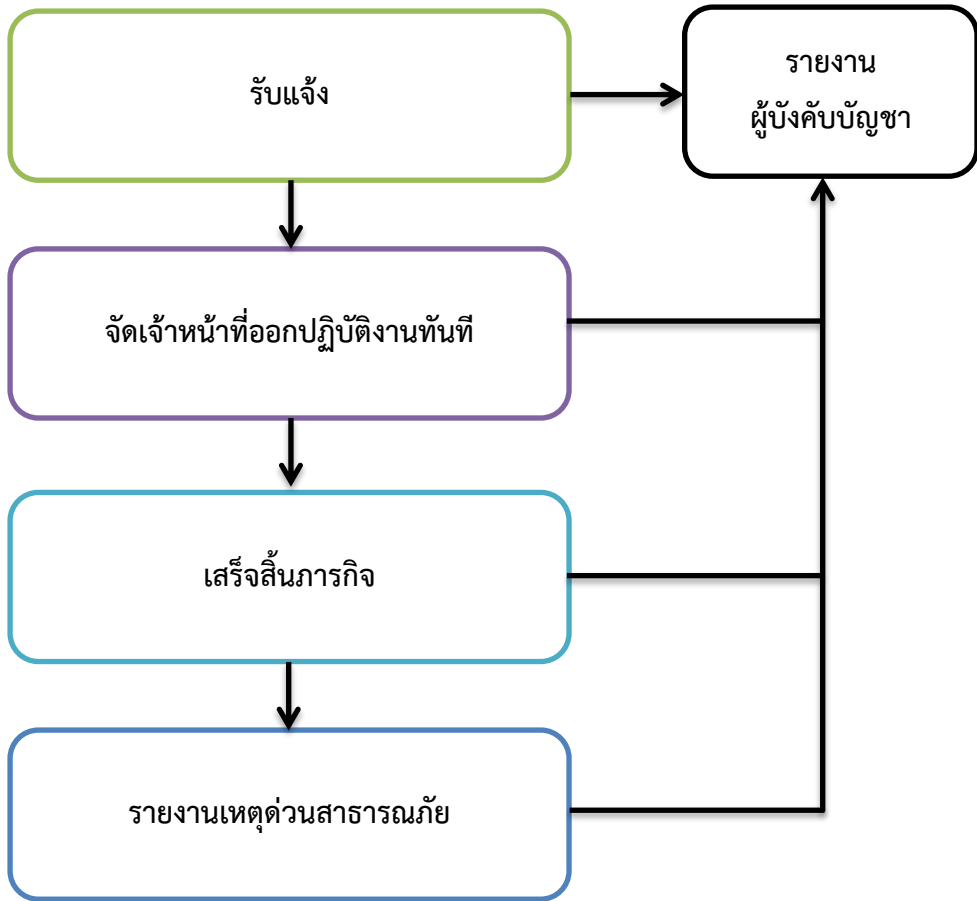 รับแจ้ง
รายงาน
ผู้บังคับบัญชา
จัดเจ้าหน้าที่ออกปฏิบัติงานทันที
เสร็จสิ้นภารกิจ
รายงานเหตุด่วนสาธารณภัย